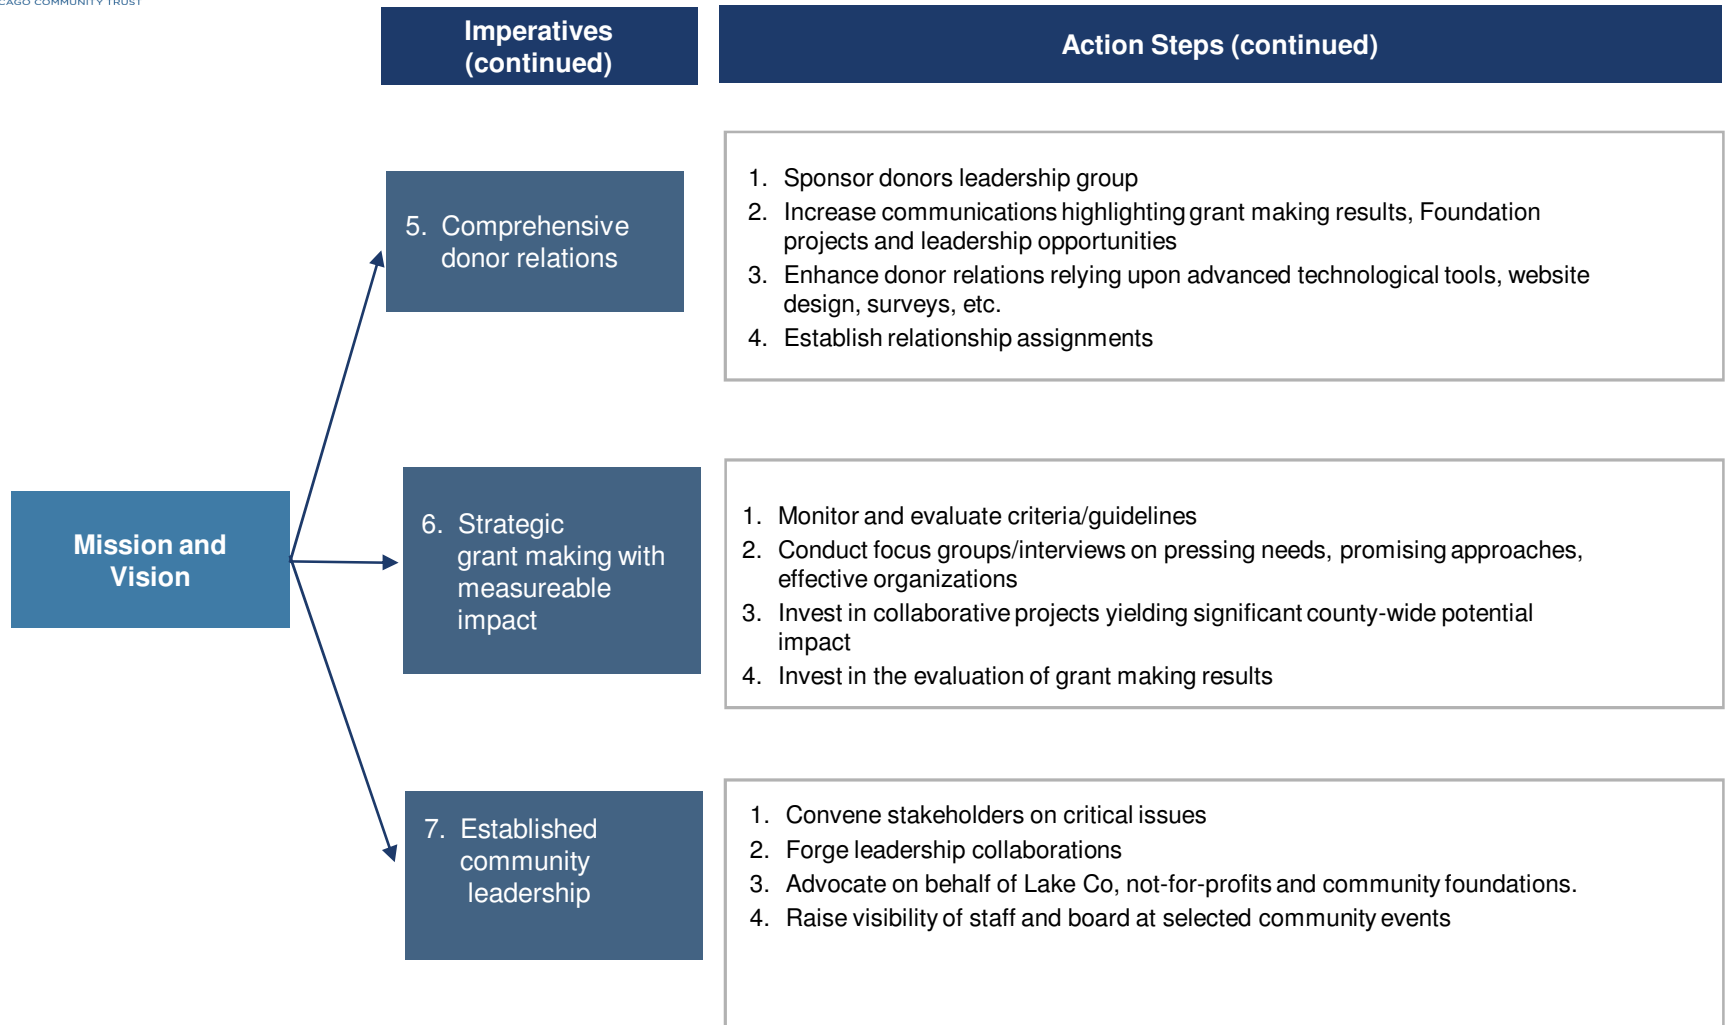 CAGO COMMUNITY TRUST
Imperatives
(continued)
Action Steps (continued)
5. Comprehensive
donor relations
1. Sponsor donors leadership group
2. Increase communications highlighting grant making results, Foundation
projects and leadership opportunities
3. Enhance donor relations relying upon advanced technological tools, website
design, surveys, etc.
4. Establish relationship assignments
Mission and
Vision
6. Strategic
grant making with
measureable
impact
1. Monitor and evaluate criteria/guidelines
2. Conduct focus groups/interviews on pressing needs, promising approaches,
effective organizations
3. Invest in collaborative projects yielding significant county-wide potential
impact
4. Invest in the evaluation of grant making results
7. Established
community
leadership
1. Convene stakeholders on critical issues
2. Forge leadership collaborations
3. Advocate on behalf of Lake Co, not-for-profits and community foundations.
4. Raise visibility of staff and board at selected community events